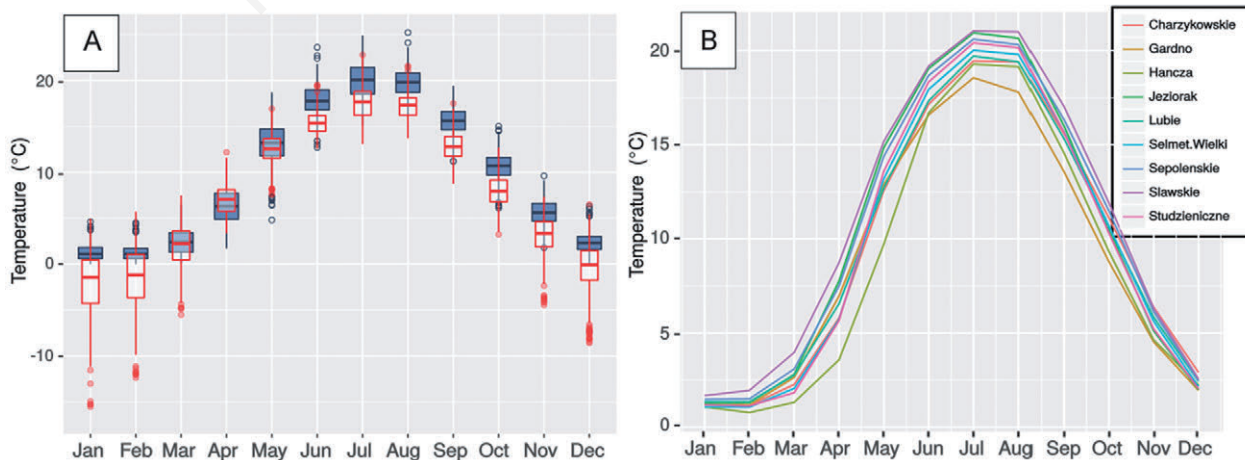 A
Temperature (°C)
20
10
0
-10
Jan Feb Mar Apr May Jun Jul Aug Sep Oct Nov Dec
B
Temperature (°C)
20
15
10
5
0
Jan Feb Mar Apr May Jun Jul Aug Sep Oct Nov Dec
Charzykowskie
Gardno
Hancza
Jeziorak
Lubie
Selmet.Wielki
Sepolenskie
Slawskie
Studzieniczne